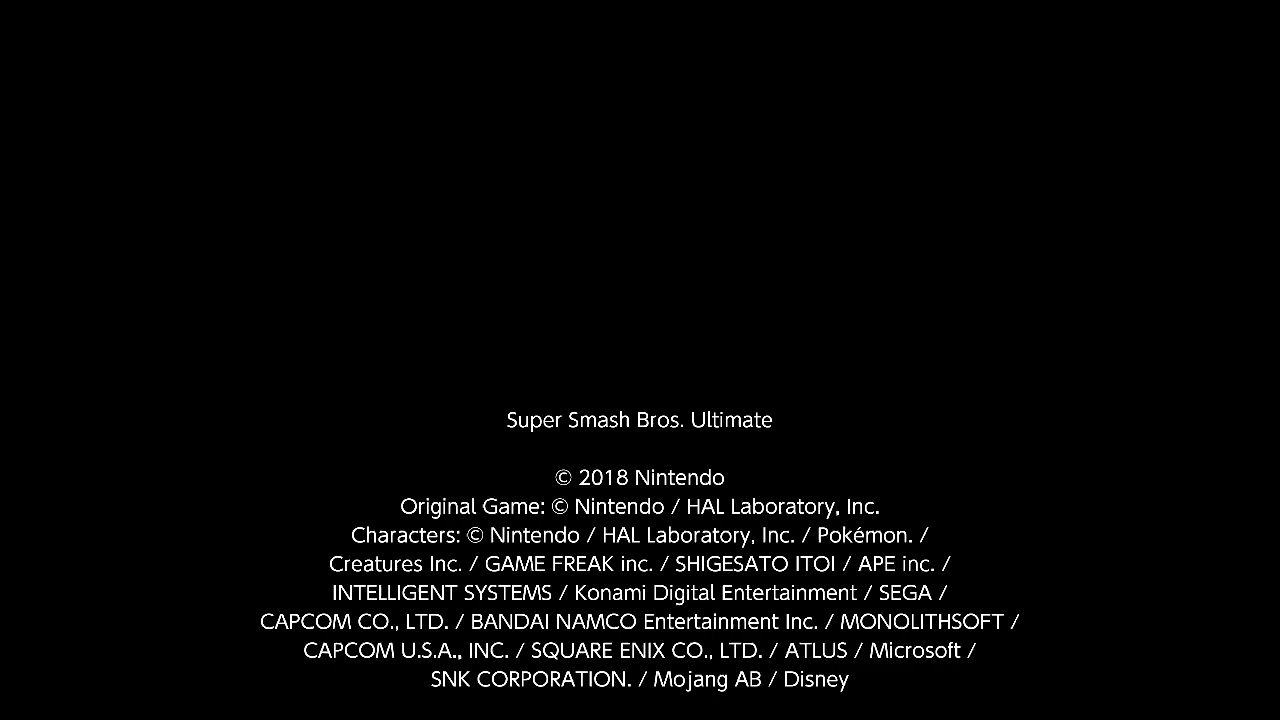 Super Smash Bros. Ultimate
© 2018 Nintendo
Original Game: © Nintendo / HAL Laboratory, Inc.
Characters: © Nintendo / HAL Laboratory, Inc. / Pokémon. /
Creatures Inc. / GAME FREAK inc. / SHIGESATO ITOI / APE inc. /
INTELLIGENT SYSTEMS / Konami Digital Entertainment / SEGA /
CAPCOM CO., LTD. / BANDAI NAMCO Entertainment Inc. / MONOLITHSOFT /
CAPCOM U.S.A., INC. / SQUARE ENIX CO., LTD. / ATLUS / Microsoft /
SNK CORPORATION. / Mojang AB / Disney